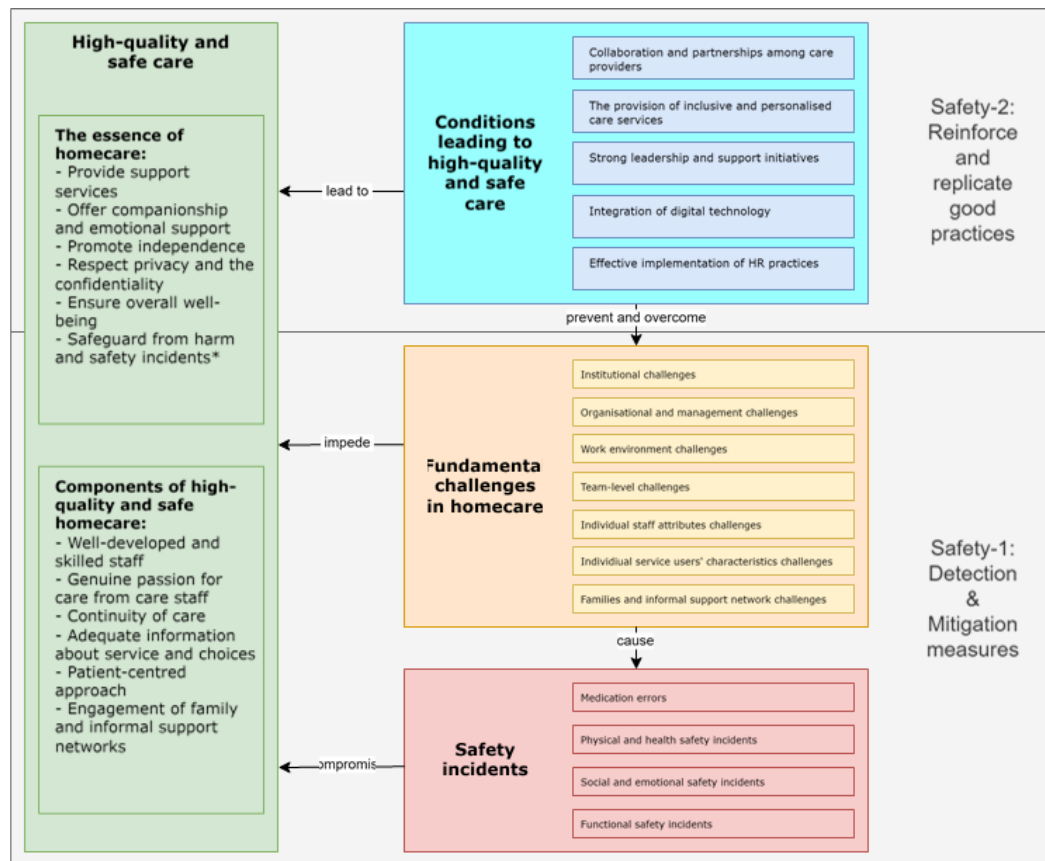 High-quality and
safe care
The essence of
homecare:
- Provide support
services
- Offer companionship
and emotional support
- Promote independence
- Respect privacy and the
confidentiality
- Ensure overall well-
being
- Safeguard from harm
and safety incidents*
Components of high-
quality and safe
homecare:
- Well-developed and
skilled staff
- Genuine passion for
care from care staff
- Continuity of care
- Adequate information
about service and choices
- Patient-centred
approach
- Engagement of family
and informal support
networks
lead to
impede
ompromis
Conditions
leading to
high-quality
and safe
care
Collaboration and partnerships among care
providers
The provision of inclusive and personalised
care services
Strong leadership and support initiatives
Integration of digital technology
Effective implementation of HR practices
prevent and overcome
Fundamenta
challenges
in homecare
Institutional challenges
Organisational and management challenges
Work environment challenges
Team-level challenges
Individual staff attributes challenges
Individiual service users' characteristics challenges
Families and informal support network challenges
cause
Safety
incidents
Medication errors
Physical and health safety incidents
Social and emotional safety incidents
Functional safety incidents
Safety-2:
Reinforce
and
replicate
good
practices
Safety-1:
Detection
&
Mitigation
measures